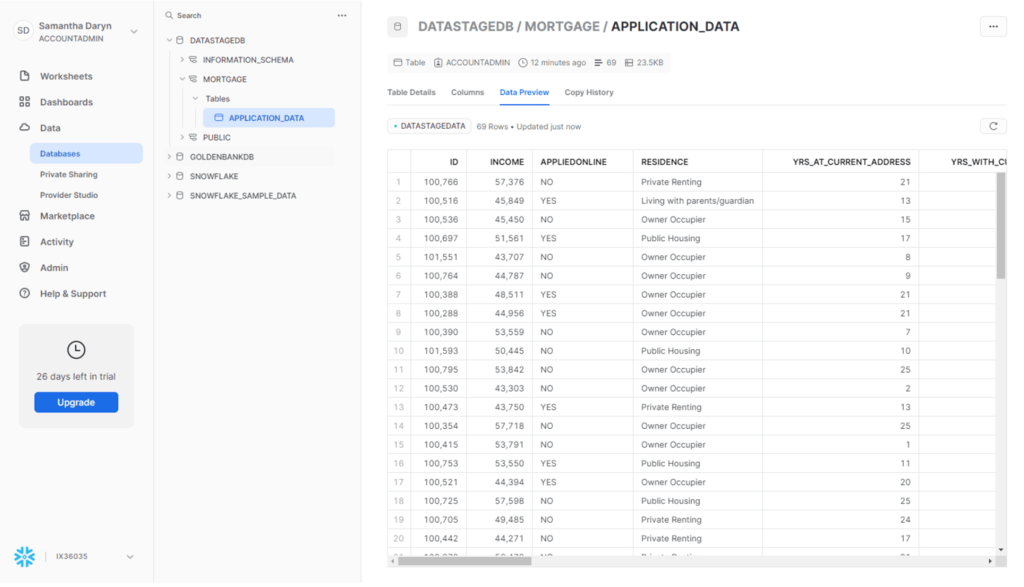 SD
Samantha Daryn
ACCOUNTADMIN
Worksheets
Dashboards
Data
Databases
Private Sharing
Provider Studio
Marketplace
Activity
Admin
Help & Support
26 days left in trial
Upgrade
IX36035
Search
DATASTAGEDB
INFORMATION_SCHEMA
MORTGAGE
Tables
APPLICATION_DATA
PUBLIC
GOLDENBANKDB
SNOWFLAKE
SNOWFLAKE_SAMPLE_DATA
DATASTAGEDB / MORTGAGE / APPLICATION_DATA
Table ACCOUNTADMIN 12 minutes ago 69 23.5KB
Table Details Columns Data Preview Copy History
• DATASTAGEDATA 69 Rows • Updated just now
ID INCOME APPLIEDONLINE RESIDENCE YRS_AT_CURRENT_ADDRESS YRS_WITH_CU
1 100,766 57,376 NO Private Renting 21
2 100,516 45,849 YES Living with parents/guardian 13
3 100,536 45,450 NO Owner Occupier 15
4 100,697 51,561 YES Public Housing 17
5 101,551 43,707 NO Owner Occupier 8
6 100,764 44,787 NO Owner Occupier 9
7 100,388 48,511 YES Owner Occupier 21
8 100,288 44,956 YES Owner Occupier 21
9 100,390 53,559 NO Owner Occupier 7
10 101,593 50,445 NO Public Housing 10
11 100,795 53,842 NO Owner Occupier 25
12 100,530 43,303 NO Owner Occupier 2
13 100,473 43,750 YES Private Renting 13
14 100,354 57,718 NO Owner Occupier 25
15 100,415 53,791 NO Owner Occupier 1
16 100,753 53,550 YES Public Housing 11
17 100,521 44,394 YES Owner Occupier 20
18 100,725 57,598 NO Public Housing 25
19 100,705 49,485 NO Private Renting 24
20 100,442 44,271 NO Private Renting 17